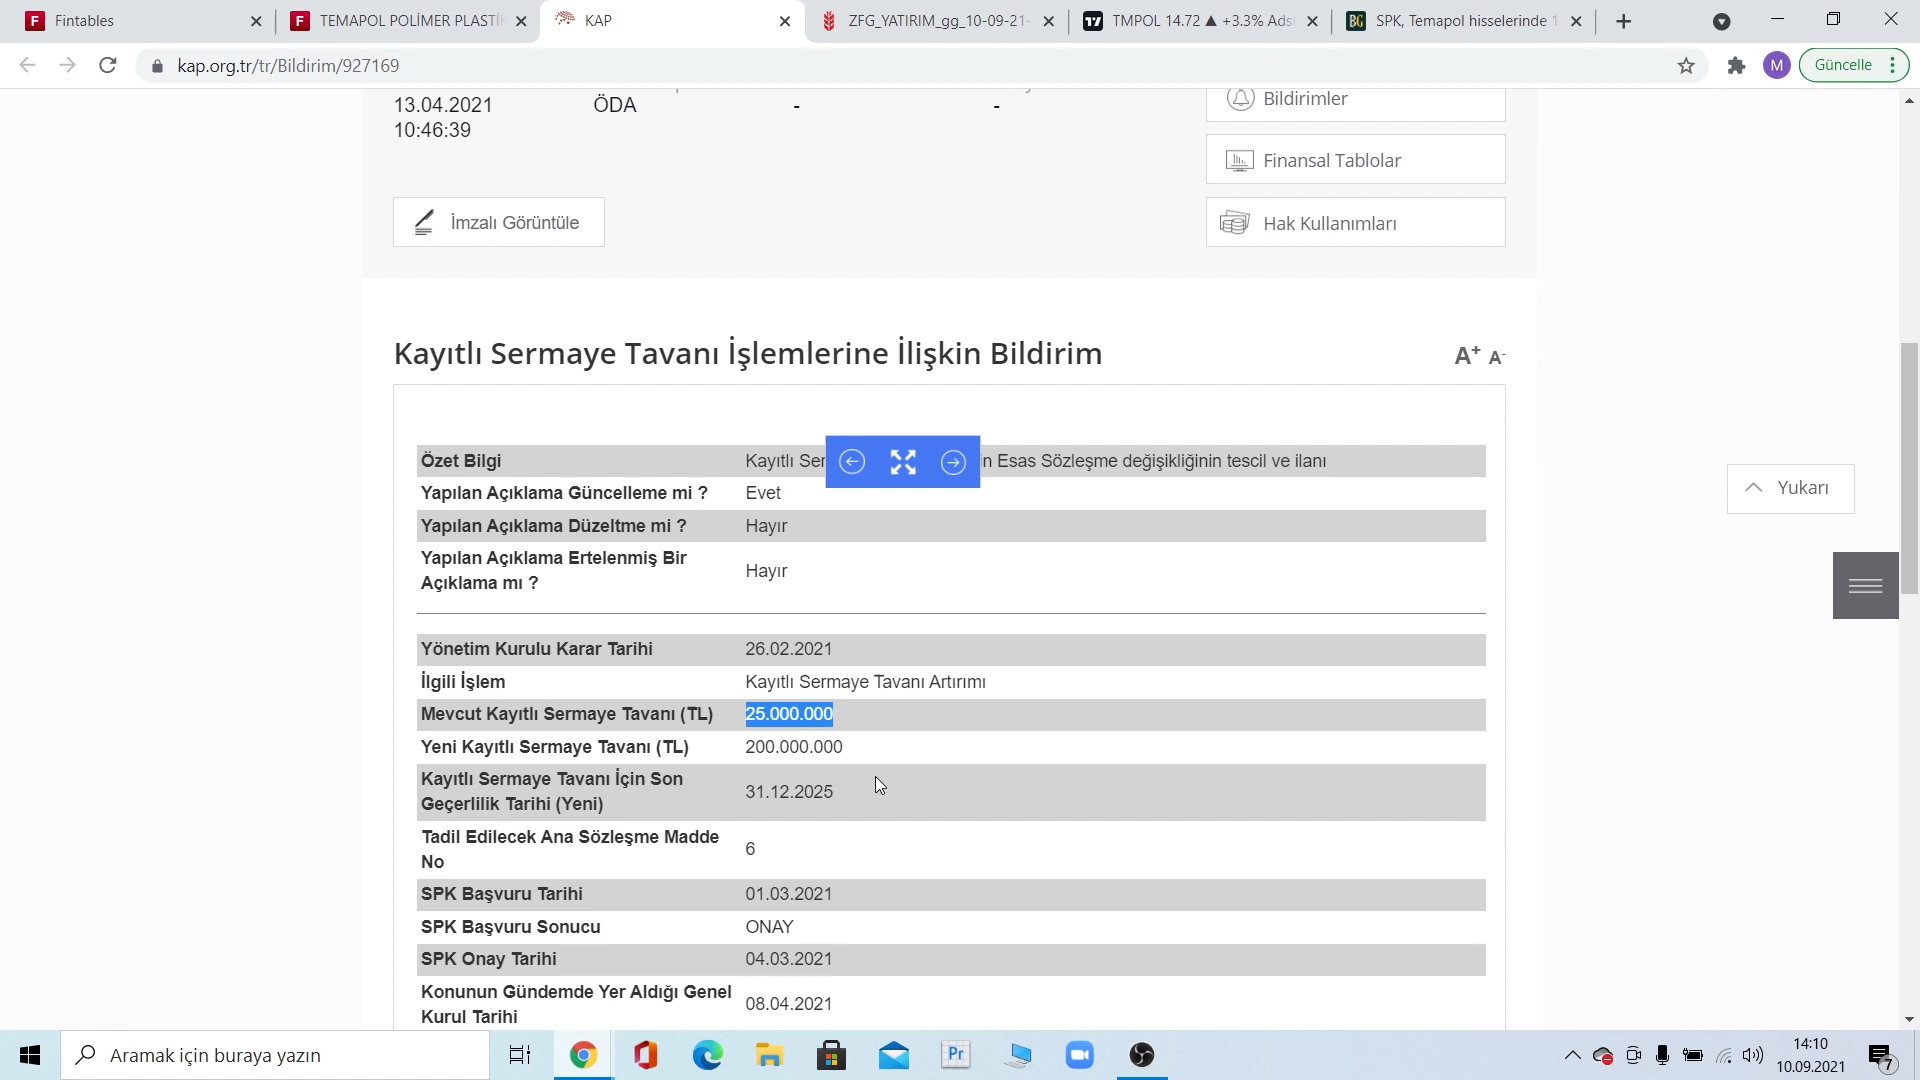 Fintables
TEMAPOL POLİMER PLASTİK
KAP
ZFG_YATIRIM_gg_10-09-21-
TMPOL 14.72 ▲ +3.3% Adsı
SPK, Temapol hisselerinde 1
kap.org.tr/tr/Bildirim/927169
M
Güncelle
13.04.2021
10:46:39
ÖDA
-
-
Bildirimler
Finansal Tablolar
İmzalı Görüntüle
Hak Kullanımları
Kayıtlı Sermaye Tavanı İşlemlerine İlişkin Bildirim
A+ A-
Özet Bilgi Kayıtlı Ser n Esas Sözleşme değişikliğinin tescil ve ilanı
Yapılan Açıklama Güncelleme mi ? Evet
Yapılan Açıklama Düzeltme mi ? Hayır
Yapılan Açıklama Ertelenmiş Bir
Açıklama mı ? Hayır
Yukarı
Yönetim Kurulu Karar Tarihi 26.02.2021
İlgili İşlem Kayıtlı Sermaye Tavanı Artırımı
Mevcut Kayıtlı Sermaye Tavanı (TL) 25.000.000
Yeni Kayıtlı Sermaye Tavanı (TL) 200.000.000
Kayıtlı Sermaye Tavanı İçin Son
Geçerlilik Tarihi (Yeni) 31.12.2025
Tadil Edilecek Ana Sözleşme Madde
No 6
SPK Başvuru Tarihi 01.03.2021
SPK Başvuru Sonucu ONAY
SPK Onay Tarihi 04.03.2021
Konunun Gündemde Yer Aldığı Genel
Kurul Tarihi 08.04.2021
Aramak için buraya yazın
Pr
14:10
10.09.2021
7